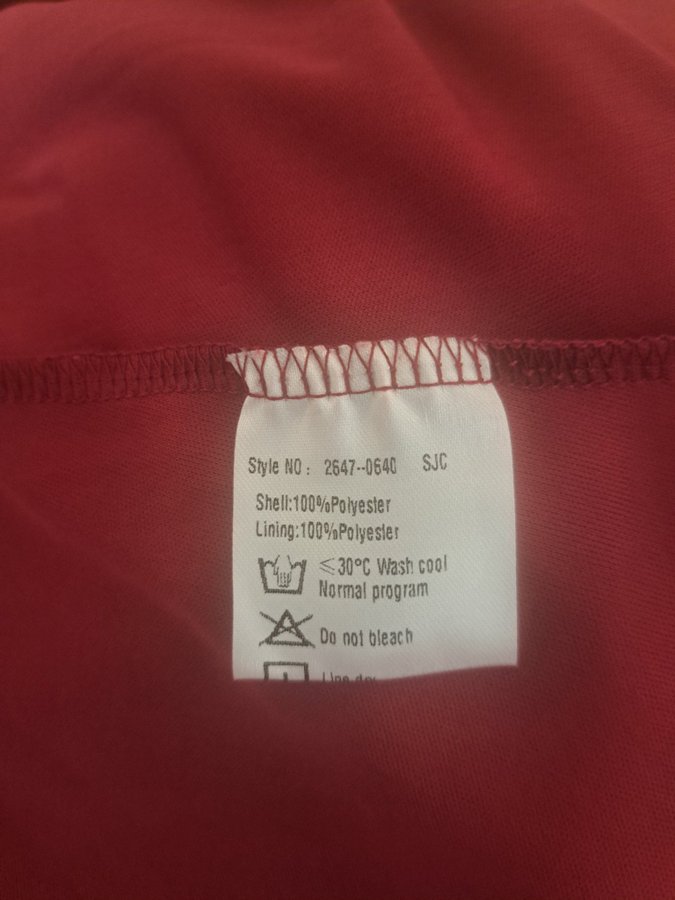 Style NO : 2647--0640 SJC
Shell:100%Polyester
Lining:100%Polyester
≤30°C Wash cool
Normal program
Do not bleach
Line